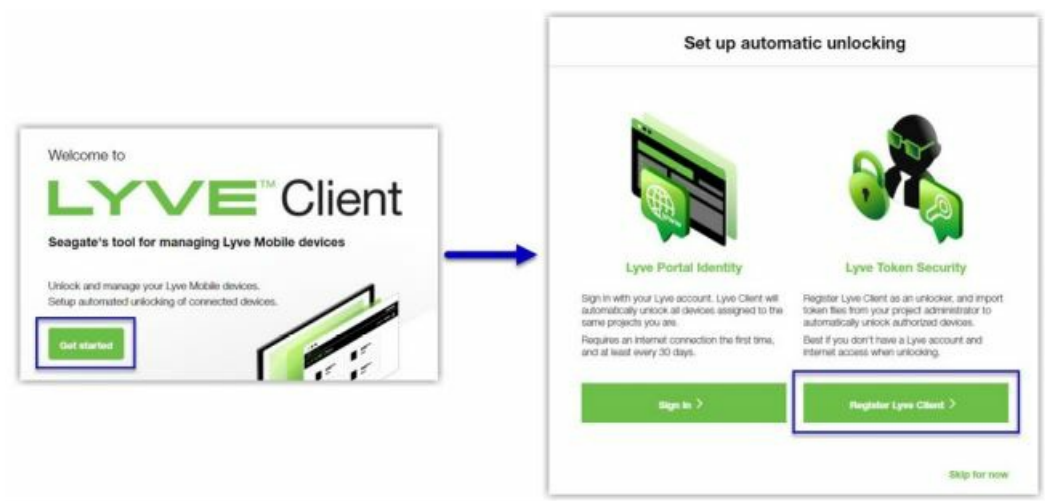 Welcome to
LYVE™ Client
Seagate's tool for managing Lyve Mobile devices
Unlock and manage your Lyve Mobile devices.
Setup automated unlocking of connected devices.
Get started
Set up automatic unlocking
Lyve Portal Identity
Sign in with your Lyve account. Lyve Client will
automatically unlock all devices assigned to the
same projects you are.
Requires an Internet connection the first time,
and at least every 30 days.
Sign In >
Lyve Token Security
Register Lyve Client as an unlocker, and import
token files from your project administrator to
automatically unlock authorized devices.
Best if you don't have a Lyve account and
Internet access when unlocking.
Register Lyve Client >
Skip for now